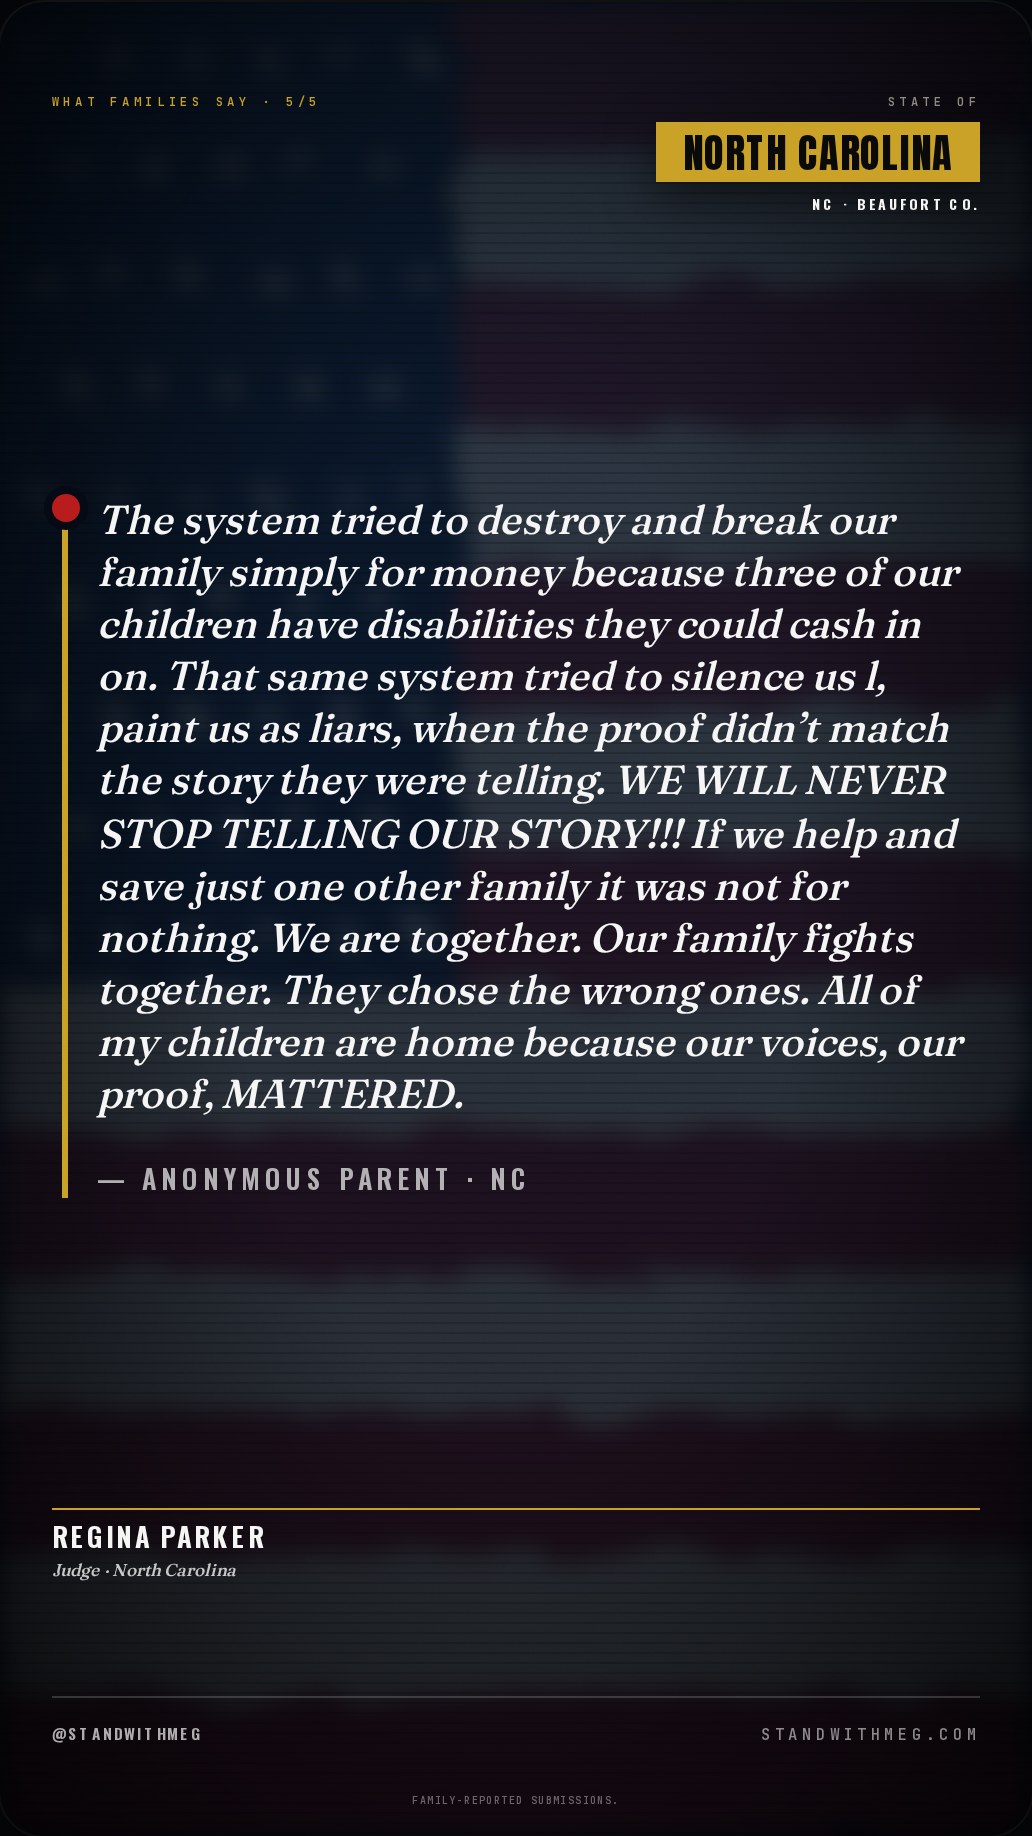 WHAT FAMILIES SAY · 5/5
STATE OF
NORTH CAROLINA
NC · BEAUFORT CO.
The system tried to destroy and break our
family simply for money because three of our
children have disabilities they could cash in
on. That same system tried to silence us l,
paint us as liars, when the proof didn’t match
the story they were telling. WE WILL NEVER
STOP TELLING OUR STORY!!! If we help and
save just one other family it was not for
nothing. We are together. Our family fights
together. They chose the wrong ones. All of
my children are home because our voices, our
proof, MATTERED.
— ANONYMOUS PARENT · NC
REGINA PARKER
Judge · North Carolina
@STANDWITHMEG
STANDWITHMEG.COM
FAMILY-REPORTED SUBMISSIONS.